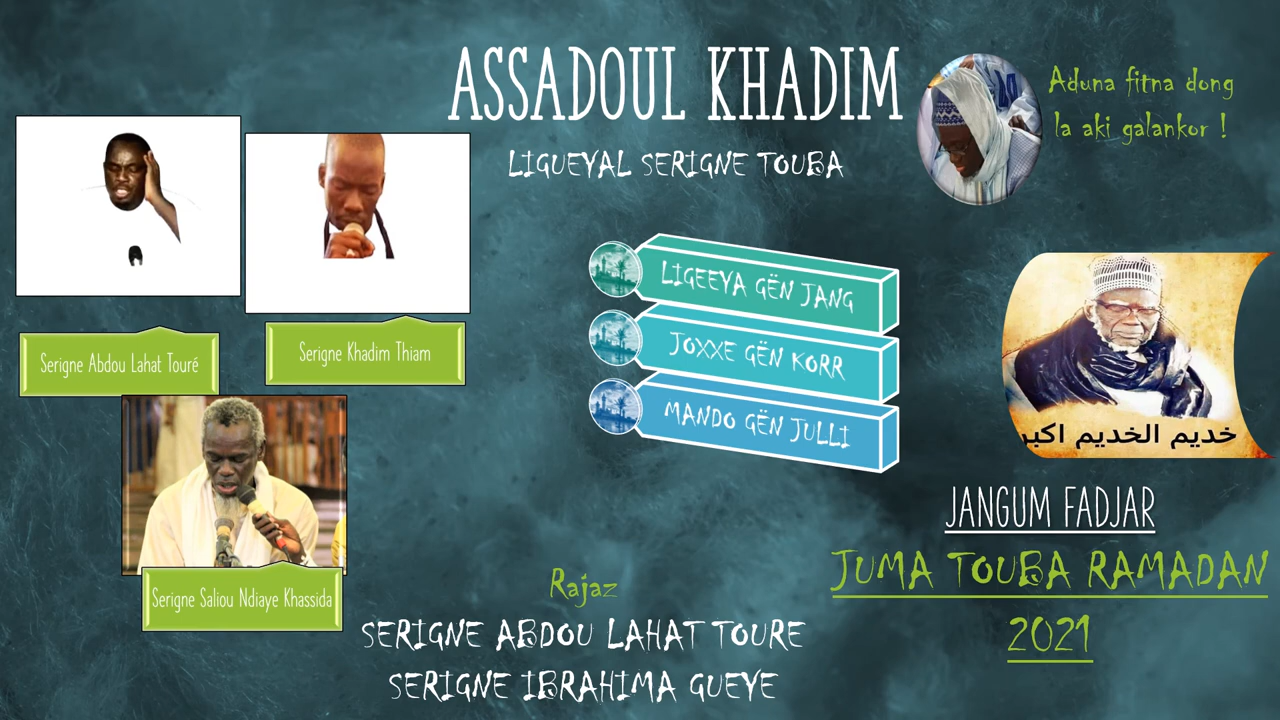 ASSADOUL KHADIM
LIGUEYAL SERIGNE TOUBA
Aduna fitna dong
la aki galankor !
Serigne Abdou Lahat Touré
Serigne Khadim Thiam
Serigne Saliou Ndiaye Khassida
LIGEEYA GËN JANG
JOXXE GËN KORR
MANDO GËN JULLI
خديم الخديم اكبر
JANGUM FADJAR
JUMA TOUBA RAMADAN
2021
Rajaz
SERIGNE ABDOU LAHAT TOURE
SERIGNE IBRAHIMA GUEYE